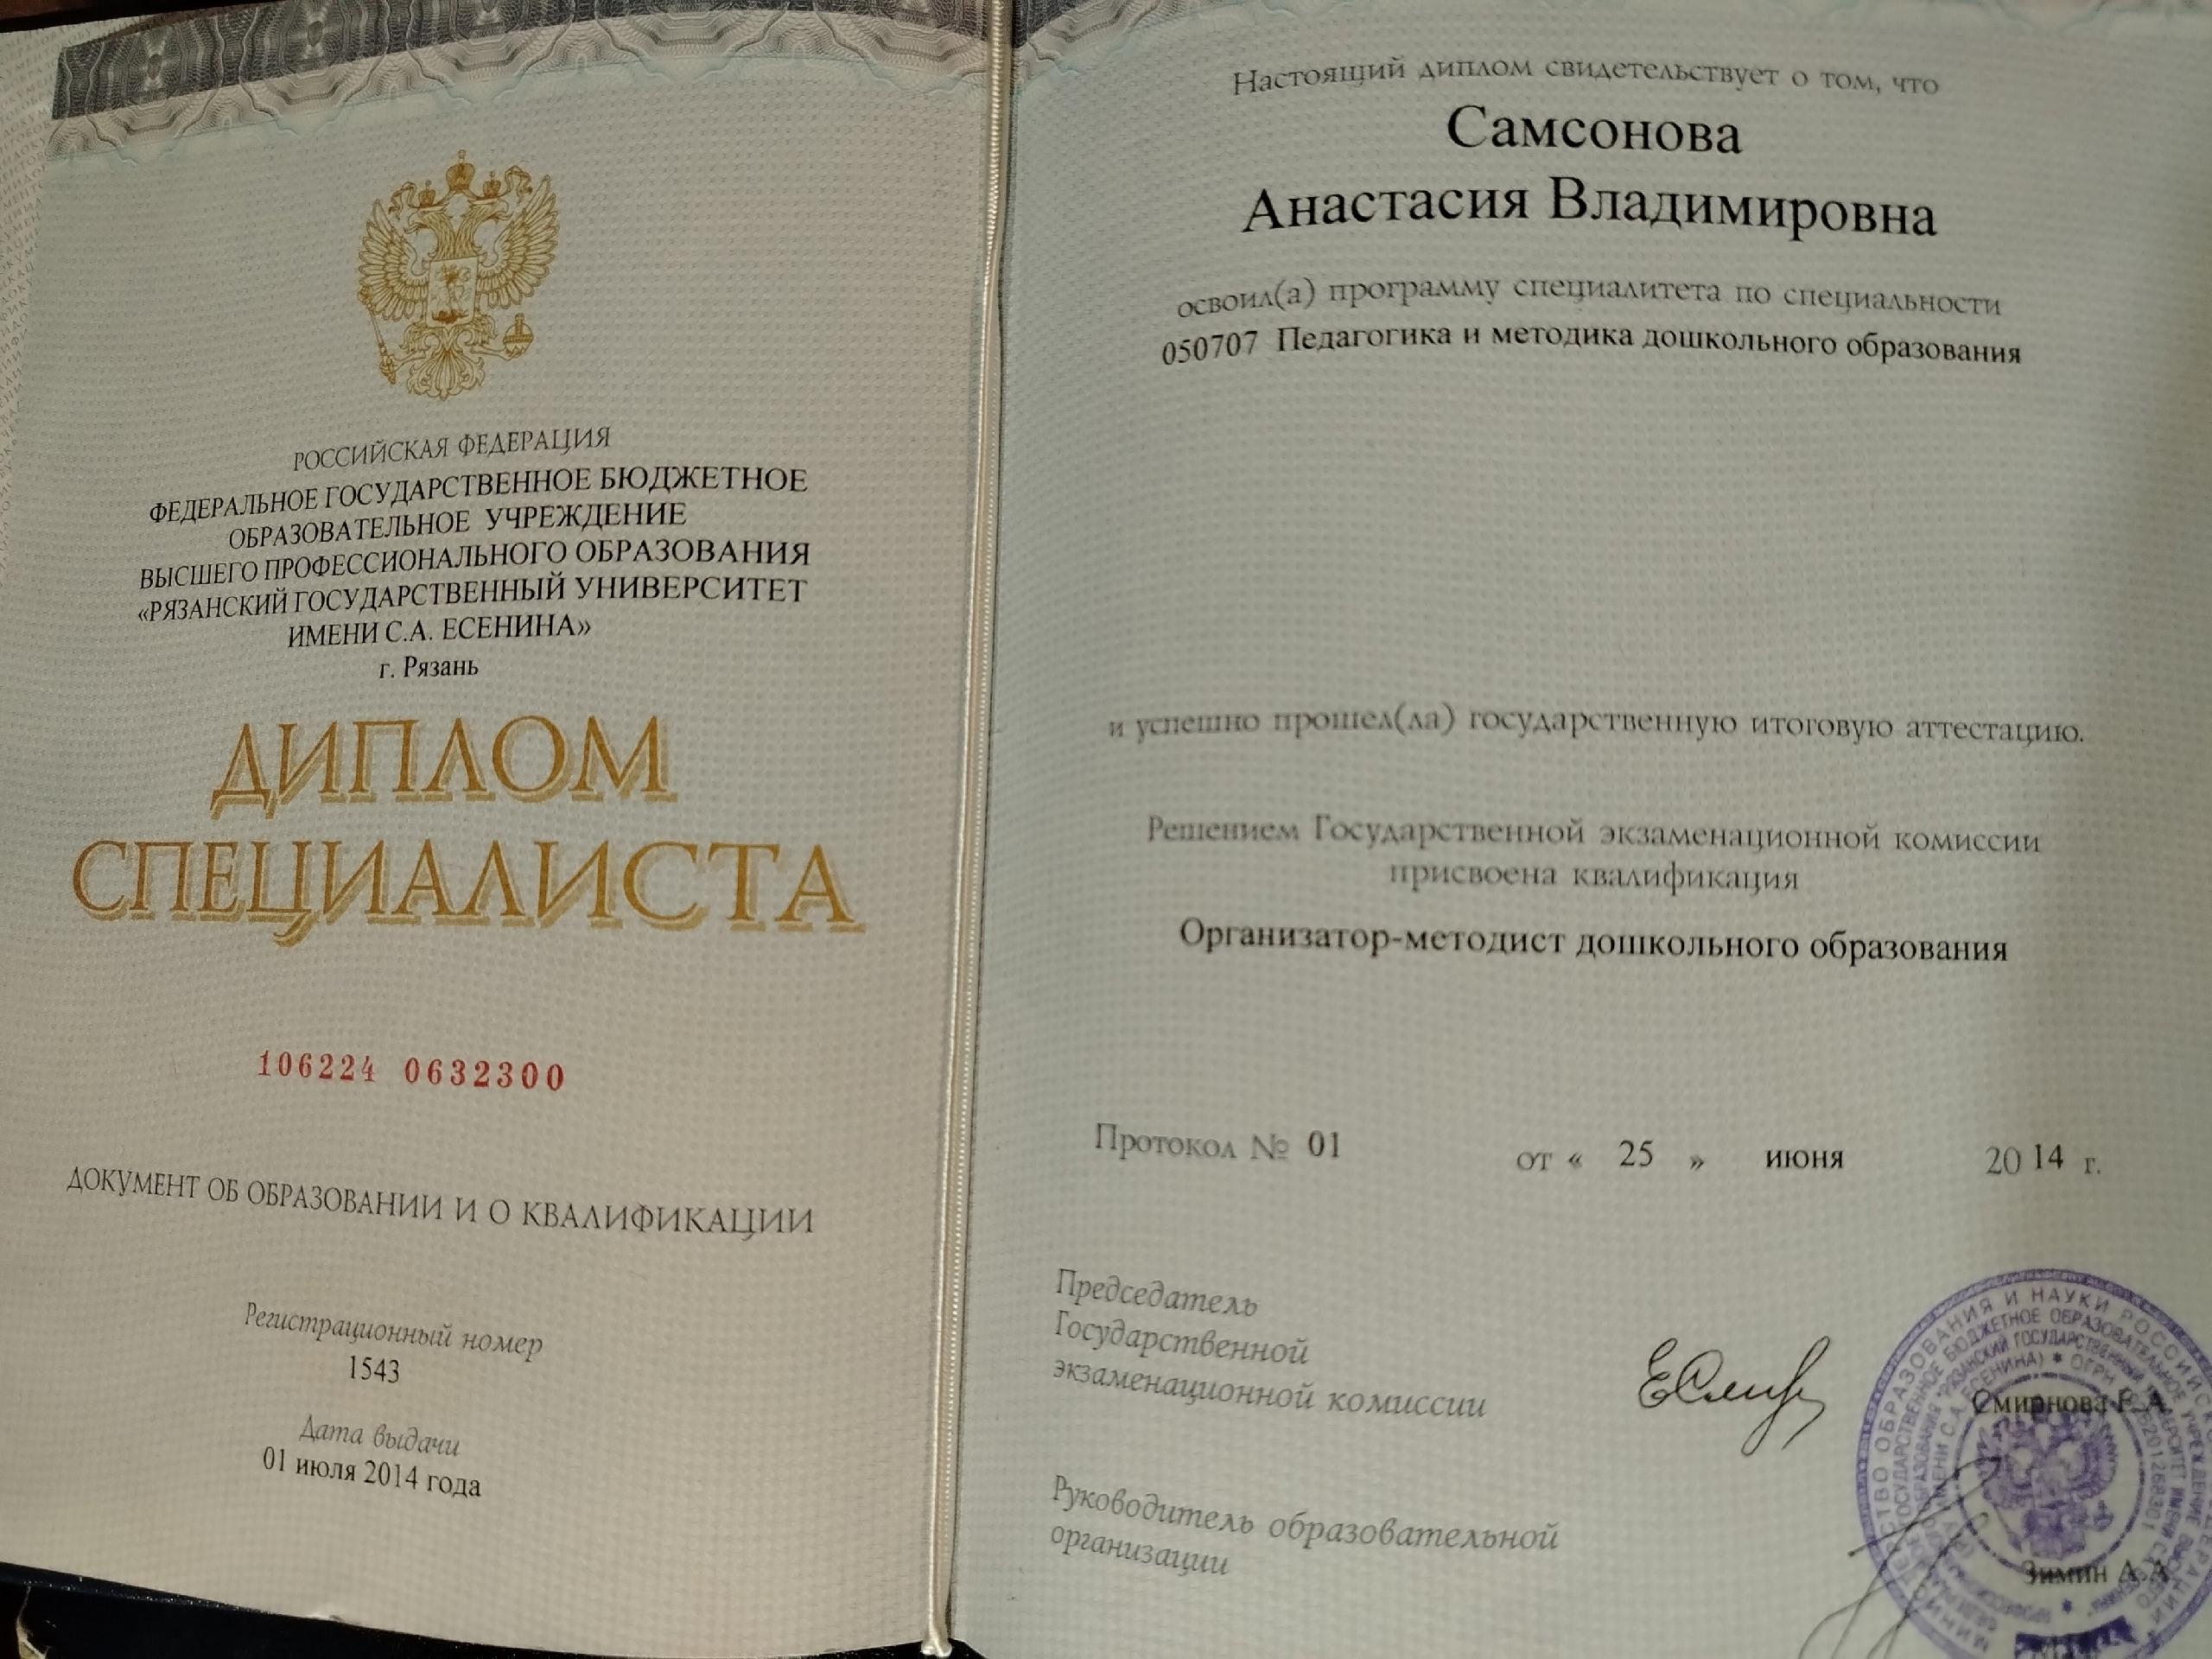 РОССИЙСКАЯ ФЕДЕРАЦИЯ
ФЕДЕРАЛЬНОЕ ГОСУДАРСТВЕННОЕ БЮДЖЕТНОЕ
ОБРАЗОВАТЕЛЬНОЕ УЧРЕЖДЕНИЕ
ВЫСШЕГО ПРОФЕССИОНАЛЬНОГО ОБРАЗОВАНИЯ
«РЯЗАНСКИЙ ГОСУДАРСТВЕННЫЙ УНИВЕРСИТЕТ
ИМЕНИ С.А. ЕСЕНИНА»
г. Рязань
ДИПЛОМ
СПЕЦИАЛИСТА
106224 0632300
ДОКУМЕНТ ОБ ОБРАЗОВАНИИ И О КВАЛИФИКАЦИИ
Регистрационный номер
1543
Дата выдачи
01 июля 2014 года
Настоящий диплом свидетельствует о том, что
Самсонова
Анастасия Владимировна
освоил(а) программу специалитета по специальности
050707 Педагогика и методика дошкольного образования
и успешно прошел(ла) государственную итоговую аттестацию.
Решением Государственной экзаменационной комиссии
присвоена квалификация
Организатор-методист дошкольного образования
Протокол № 01 от « 25 » июня 2014 г.
Председатель
Государственной
экзаменационной комиссии
Смирнова Е.А.
Руководитель образовательной
организации
Зимин А.А